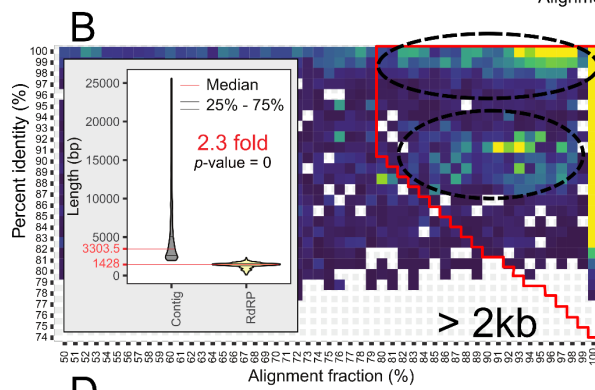 Alignme
B
100
99
98
97
96
95
94
93
92
91
90
89
88
87
86
85
84
83
82
81
80
79
78
77
76
75
74
Percent identity (%)
25000
20000
15000
10000
5000
3303.5
1428
0
Length (bp)
Median
25% - 75%
2.3 fold
p-value = 0
Contig
RdRP
> 2kb
50 51 52 53 54 55 56 57 58 59 60 61 62 63 64 65 66 67 68 69 70 71 72 73 74 75 76 77 78 79 80 81 82 83 84 85 86 87 88 89 90 91 92 93 94 95 96 97 98 99 100
Alignment fraction (%)